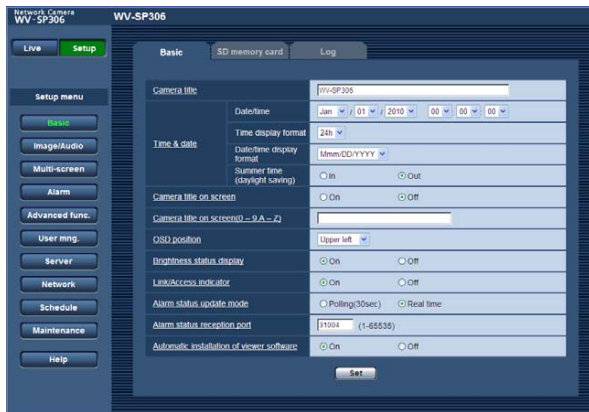 Network Camera
WV-SP306
WV-SP306
Live
Setup
Setup menu
Basic
Image/Audio
Multi-screen
Alarm
Advanced func.
User mng.
Server
Network
Schedule
Maintenance
Help
Basic
SD memory card
Log
Camera title
WV-SP306
Time & date
Date/time
Jan / 01 / 2010 00 : 00 : 00
Time display format
24h
Date/time display format
Mmm/DD/YYYY
Summer time (daylight saving)
In
Out
Camera title on screen
On
Off
Camera title on screen(0 – 9,A – Z)
OSD position
Upper left
Brightness status display
On
Off
Link/Access indicator
On
Off
Alarm status update mode
Polling(30sec)
Real time
Alarm status reception port
31004 (1-65535)
Automatic installation of viewer software
On
Off
Set